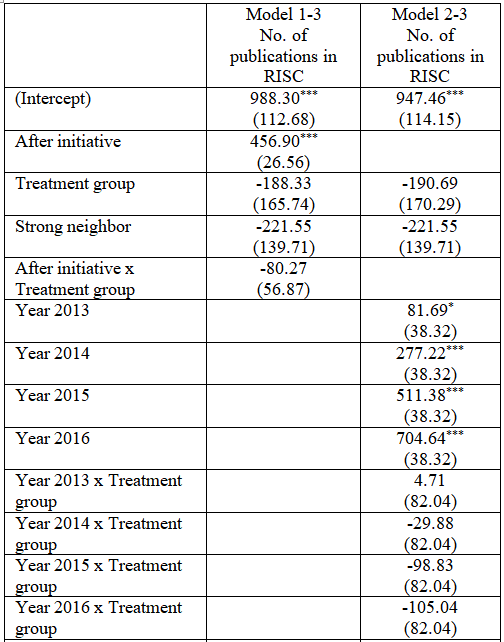 Model 1-3 Model 2-3
No. of No. of
publications in publications in
RISC RISC
(Intercept) 988.30*** 947.46***
(112.68) (114.15)
After initiative 456.90***
(26.56)
Treatment group -188.33 -190.69
(165.74) (170.29)
Strong neighbor -221.55 -221.55
(139.71) (139.71)
After initiative x -80.27
Treatment group (56.87)
Year 2013 81.69*
(38.32)
Year 2014 277.22***
(38.32)
Year 2015 511.38***
(38.32)
Year 2016 704.64***
(38.32)
Year 2013 x Treatment 4.71
group (82.04)
Year 2014 x Treatment -29.88
group (82.04)
Year 2015 x Treatment -98.83
group (82.04)
Year 2016 x Treatment -105.04
group (82.04)